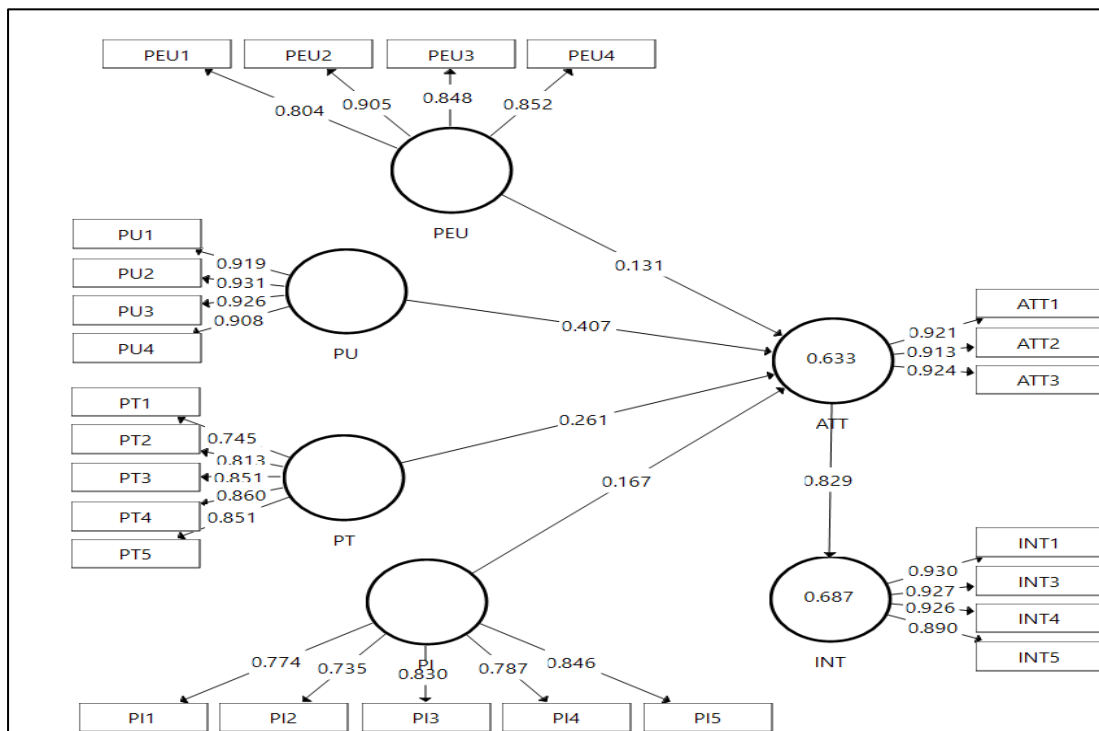 PEU1 PEU2 PEU3 PEU4
0.804 0.905 0.848 0.852
PEU
PU1
PU2
PU3
PU4
0.919
0.931
0.926
0.908
PU
0.131
0.407
PT1
PT2
PT3
PT4
PT5
0.745
0.813
0.851
0.860
0.851
PT
0.261
0.167
0.633
ATT
0.921
0.913
0.924
ATT1
ATT2
ATT3
0.829
0.687
INT
0.930
0.927
0.926
0.890
INT1
INT3
INT4
INT5
PI
0.774 0.735 0.830 0.787 0.846
PI1 PI2 PI3 PI4 PI5